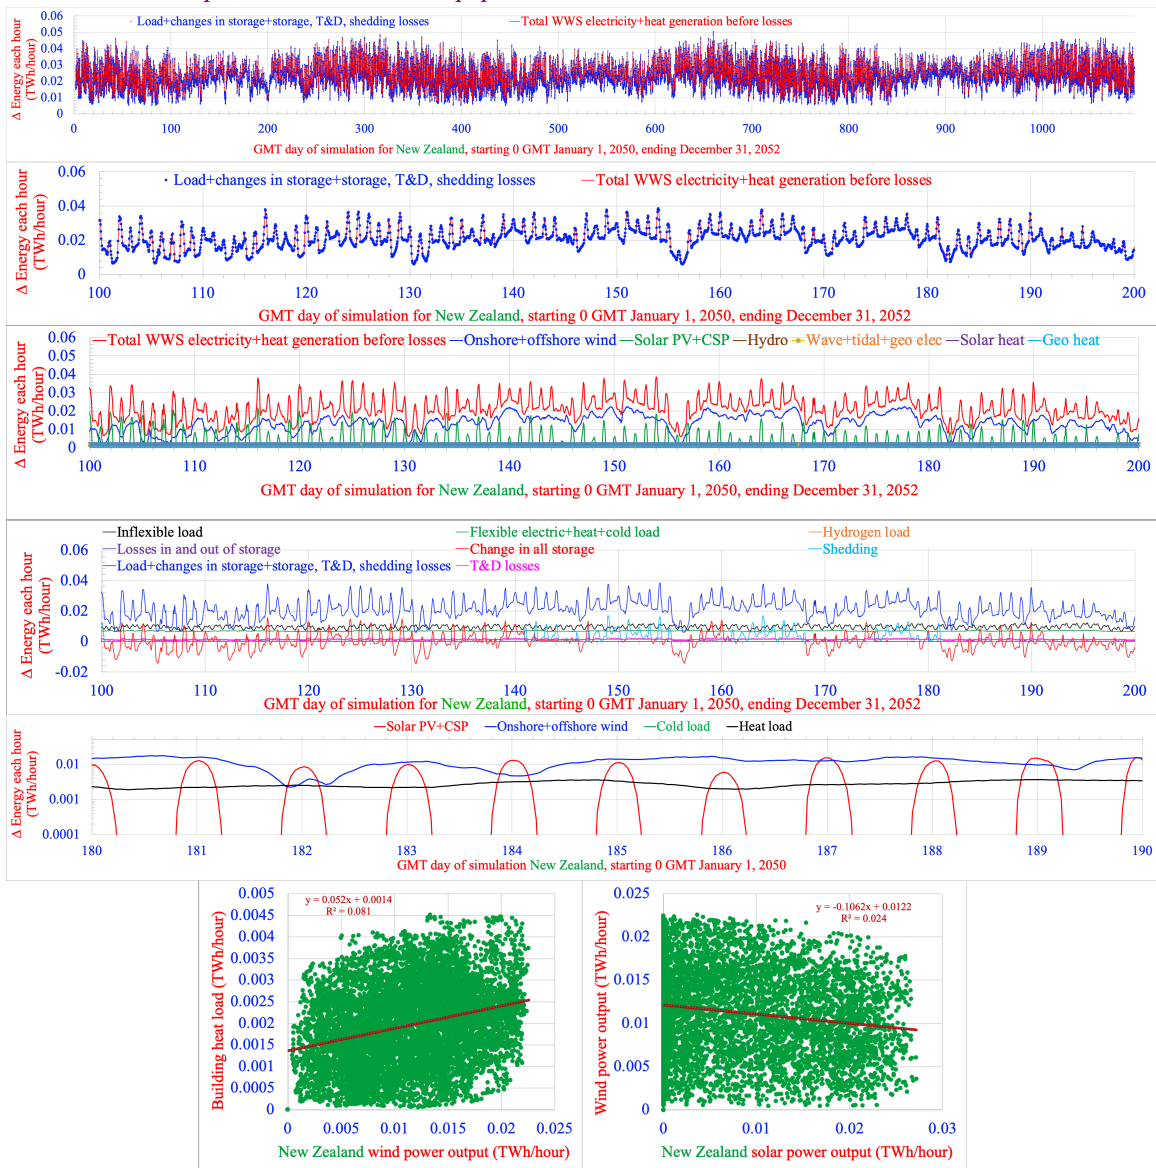 Load+changes in storage+storage, T&D, shedding losses
Total WWS electricity+heat generation before losses
Δ Energy each hour
(TWh/hour)
0.06
0.05
0.04
0.03
0.02
0.01
0
0 100 200 300 400 500 600 700 800 900 1000
GMT day of simulation for New Zealand, starting 0 GMT January 1, 2050, ending December 31, 2052
Load+changes in storage+storage, T&D, shedding losses
Total WWS electricity+heat generation before losses
Δ Energy each hour
(TWh/hour)
0.06
0.04
0.02
0
100 110 120 130 140 150 160 170 180 190 200
GMT day of simulation for New Zealand, starting 0 GMT January 1, 2050, ending December 31, 2052
Total WWS electricity+heat generation before losses Onshore+offshore wind Solar PV+CSP Hydro Wave+tidal+geo elec Solar heat Geo heat
Δ Energy each hour
(TWh/hour)
0.06
0.05
0.04
0.03
0.02
0.01
0
100 110 120 130 140 150 160 170 180 190 200
GMT day of simulation for New Zealand, starting 0 GMT January 1, 2050, ending December 31, 2052
Inflexible load Flexible electric+heat+cold load Hydrogen load
Losses in and out of storage Change in all storage Shedding
Load+changes in storage+storage, T&D, shedding losses T&D losses
Δ Energy each hour
(TWh/hour)
0.06
0.04
0.02
0
-0.02
100 110 120 130 140 150 160 170 180 190 200
GMT day of simulation for New Zealand, starting 0 GMT January 1, 2050, ending December 31, 2052
Solar PV+CSP Onshore+offshore wind Cold load Heat load
Δ Energy each hour
(TWh/hour)
0.01
0.001
0.0001
180 181 182 183 184 185 186 187 188 189 190
GMT day of simulation New Zealand, starting 0 GMT January 1, 2050
Building heat load (TWh/hour)
0.005
0.0045
0.004
0.0035
0.003
0.0025
0.002
0.0015
0.001
0.0005
0
y = 0.052x + 0.0014
R² = 0.081
0 0.005 0.01 0.015 0.02 0.025
New Zealand wind power output (TWh/hour)
Wind power output (TWh/hour)
0.025
0.02
0.015
0.01
0.005
0
y = -0.1062x + 0.0122
R² = 0.024
0 0.01 0.02 0.03
New Zealand solar power output (TWh/hour)